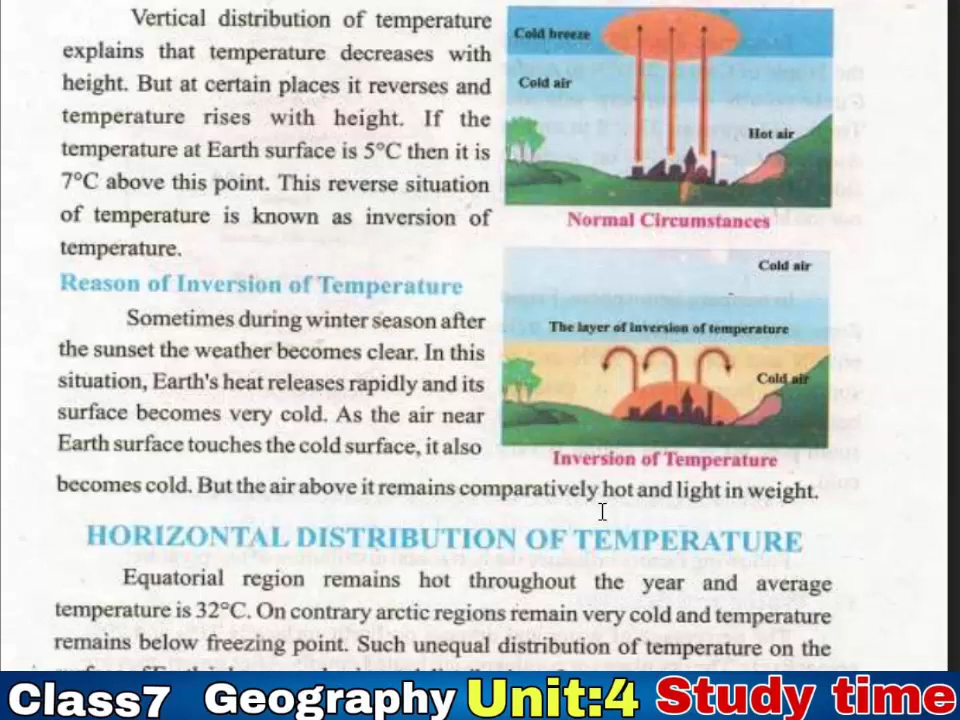 Vertical distribution of temperature
explains that temperature decreases with
height. But at certain places it reverses and
temperature rises with height. If the
temperature at Earth surface is 5°C then it is
7°C above this point. This reverse situation
of temperature is known as inversion of
temperature.
Cold breeze
Cold air
Hot air
Normal Circumstances
Reason of Inversion of Temperature
Sometimes during winter season after
the sunset the weather becomes clear. In this
situation, Earth's heat releases rapidly and its
surface becomes very cold. As the air near
Earth surface touches the cold surface, it also
becomes cold. But the air above it remains comparatively hot and light in weight.
Cold air
The layer of inversion of temperature
Cold air
Inversion of Temperature
HORIZONTAL DISTRIBUTION OF TEMPERATURE
Equatorial region remains hot throughout the year and average
temperature is 32°C. On contrary arctic regions remain very cold and temperature
remains below freezing point. Such unequal distribution of temperature on the
Class7 Geography Unit:4 Study time